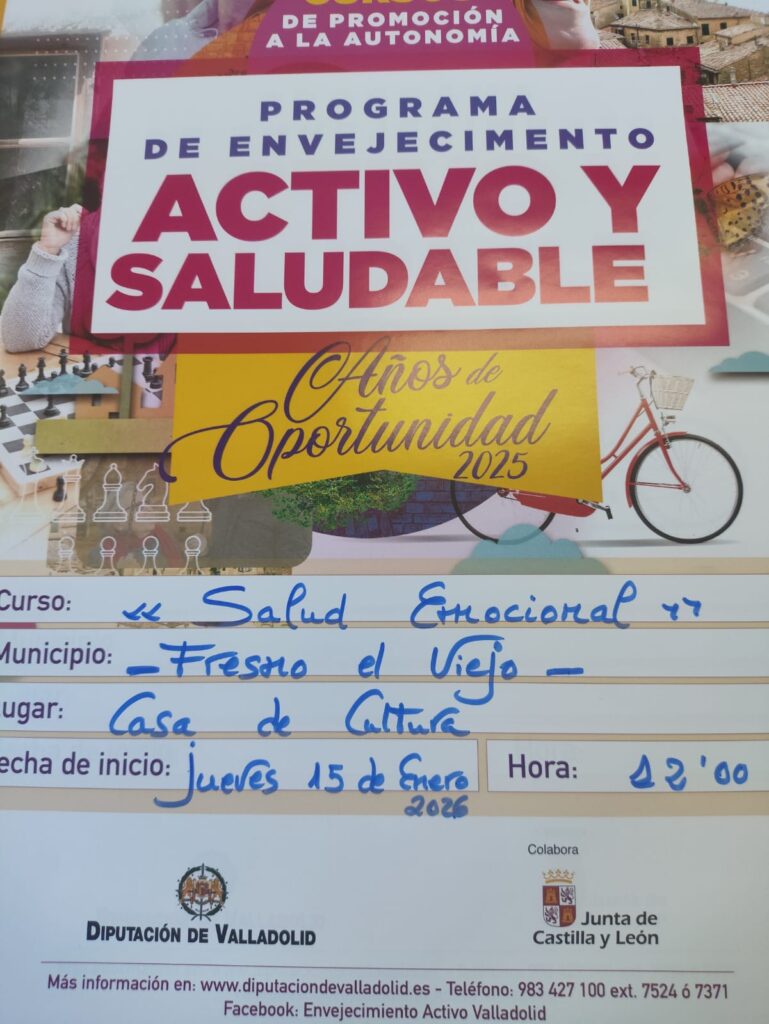 DE PROMOCIÓN
A LA AUTONOMÍA
PROGRAMA
DE ENVEJECIMENTO
ACTIVO Y
SALUDABLE
Años de
Oportunidad
2025
Curso: « Salud Emocional »
Municipio: - Fresno el Viejo -
ugar: Casa de Cultura
echa de inicio: jueves 15 de Enero 2026 Hora: 12'00
Colabora
DIPUTACIÓN DE VALLADOLID
Junta de
Castilla y León
Más información en: www.diputaciondevalladolid.es - Teléfono: 983 427 100 ext. 7524 ó 7371
Facebook: Envejecimiento Activo Valladolid